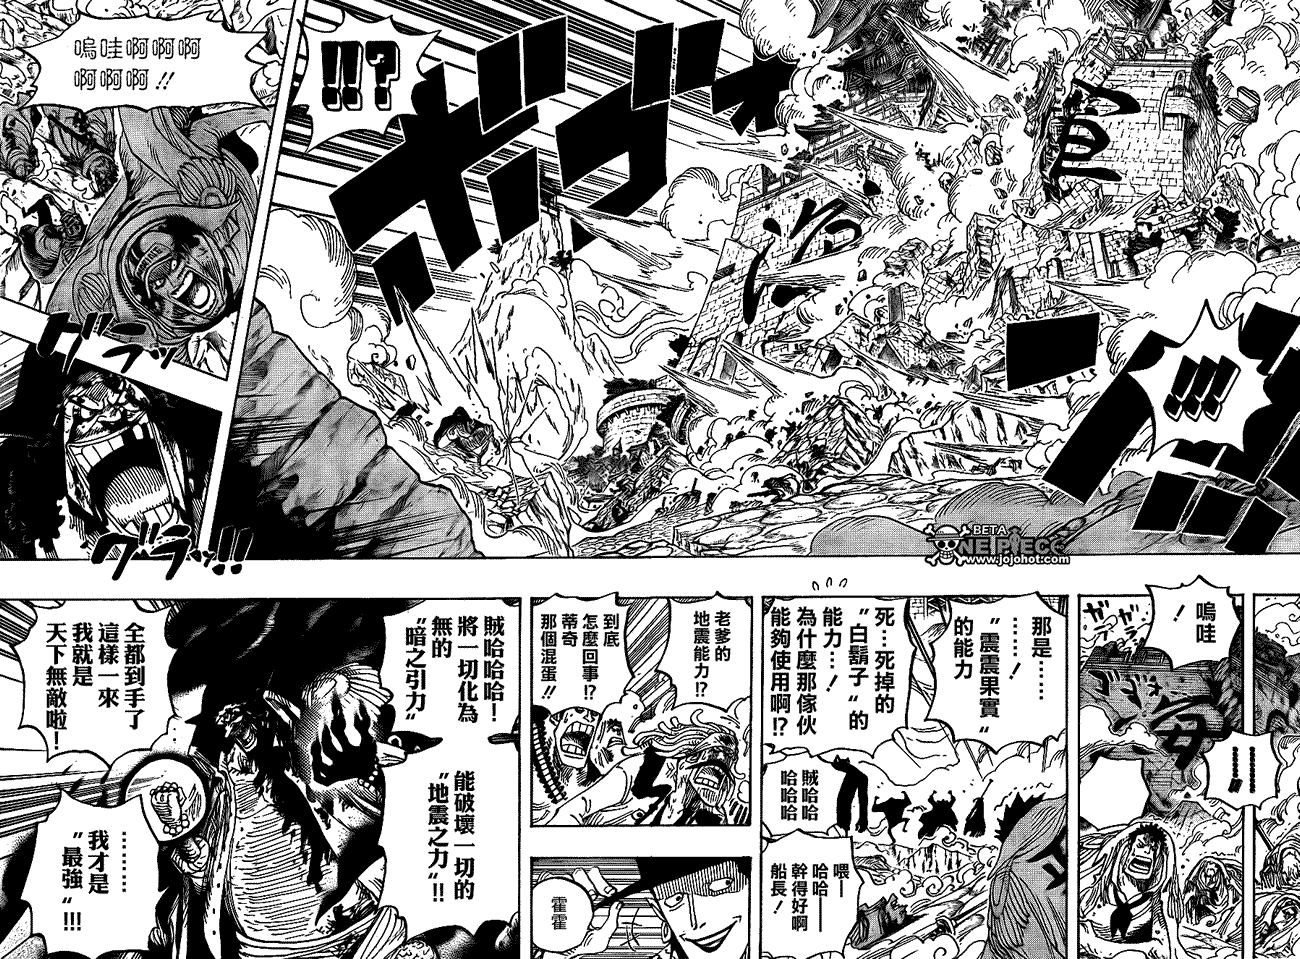 !!?
!!!!
嗚哇啊啊啊
啊啊啊!!
グラッ
グラッ!!!
BETA
ONE PIECE
www.jojohot.com
…………!!
嗚哇
!
那是……
……!
“震震果實”
的能力
死…死掉的
“白鬍子”的
能力…!
為什麼那傢伙
能夠使用啊!?
賊哈哈
哈哈哈
喂——
哈哈——
幹得好啊
船長!
老爹的
地震能力!?
到底
怎麼回事!?
蒂奇
那個混蛋!!
霍霍
賊哈哈哈!
將一切化為
無的
“暗之引力”
能破壞一切的
“地震之力”!!
全都到手了
這樣一來
我就是
天下無敵啦!
………
我才是
“最強”!!!